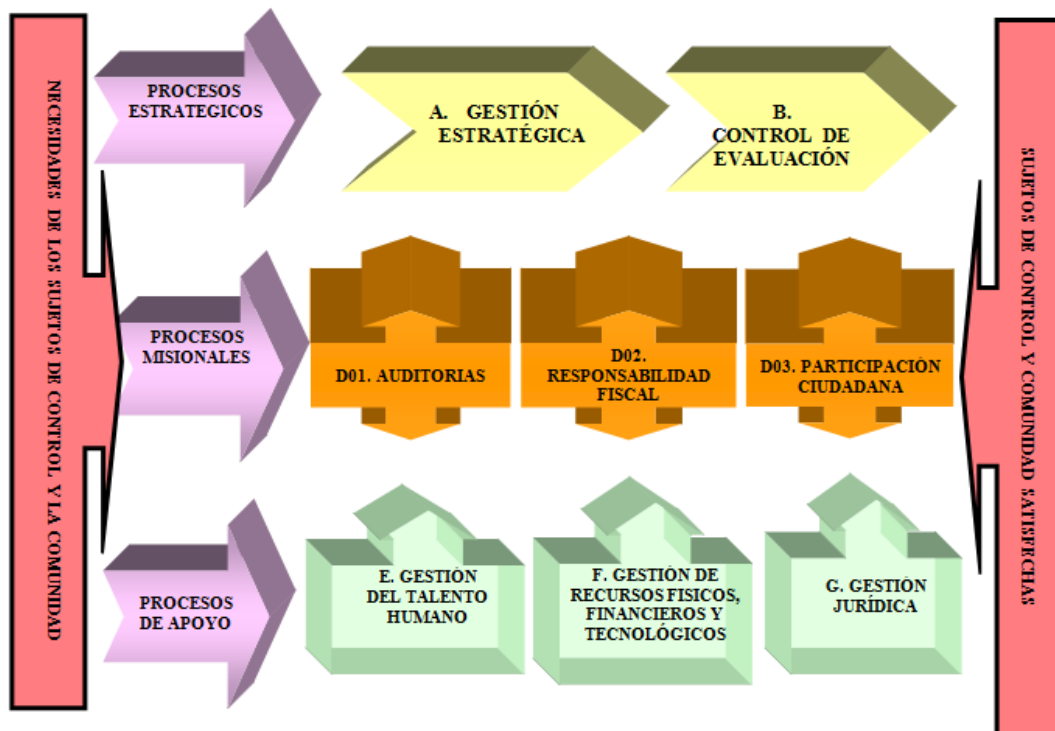 NECESIDADES DE LOS SUJETOS DE CONTROL Y LA COMUNIDAD
PROCESOS
ESTRATEGICOS
A. GESTIÓN
ESTRATÉGICA
B.
CONTROL DE
EVALUACIÓN
PROCESOS
MISIONALES
D01. AUDITORIAS
D02.
RESPONSABILIDAD
FISCAL
D03. PARTICIPACIÓN
CIUDADANA
PROCESOS
DE APOYO
E. GESTIÓN
DEL TALENTO
HUMANO
F. GESTIÓN DE
RECURSOS FISICOS,
FINANCIEROS Y
TECNOLÓGICOS
G. GESTIÓN
JURÍDICA
SUJETOS DE CONTROL Y COMUNIDAD SATISFECHAS